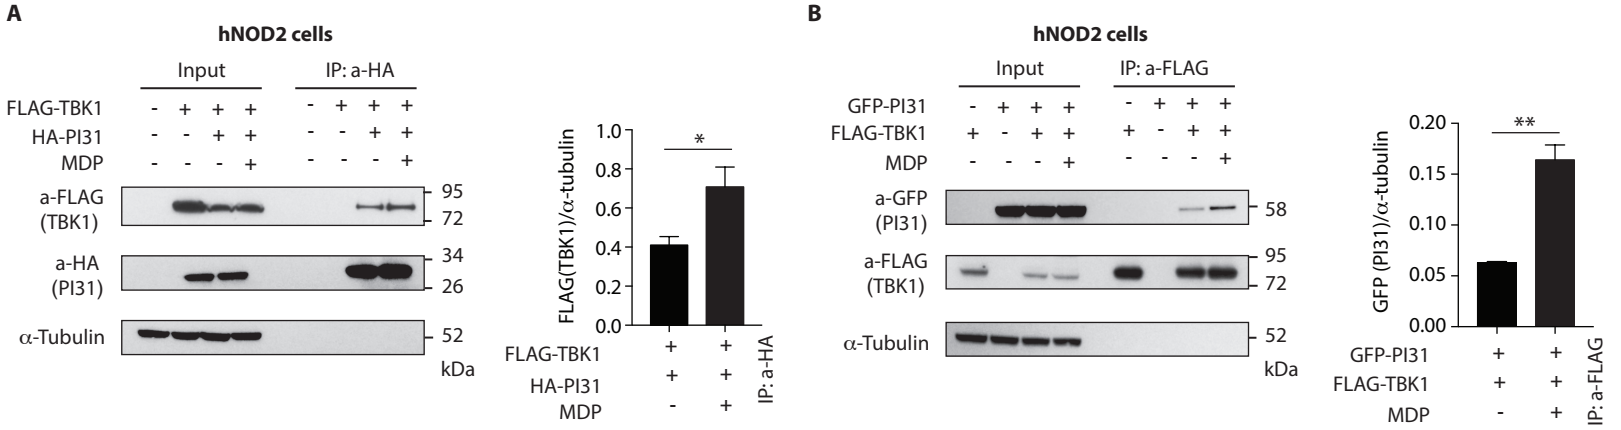 A
hNOD2 cells
Input IP: a-HA
FLAG-TBK1 - + + + - + + +
HA-PI31 - - + + - - + +
MDP - - - + - - - +
a-FLAG
(TBK1)
95
72
a-HA
(PI31)
34
26
α-Tubulin
52
kDa
FLAG(TBK1)/α-tubulin
1.0
0.8
0.6
0.4
0.2
0.0
*
FLAG-TBK1 + +
HA-PI31 + +
MDP - +
IP: a-HA
B
hNOD2 cells
Input IP: a-FLAG
GFP-PI31 - + + + - + + +
FLAG-TBK1 + - + + + - + +
MDP - - - + - - - +
a-GFP
(PI31)
58
a-FLAG
(TBK1)
95
72
α-Tubulin
52
kDa
GFP (PI31)/α-tubulin
0.20
0.15
0.10
0.05
0.00
**
GFP-PI31 + +
FLAG-TBK1 + +
MDP - +
IP: a-FLAG